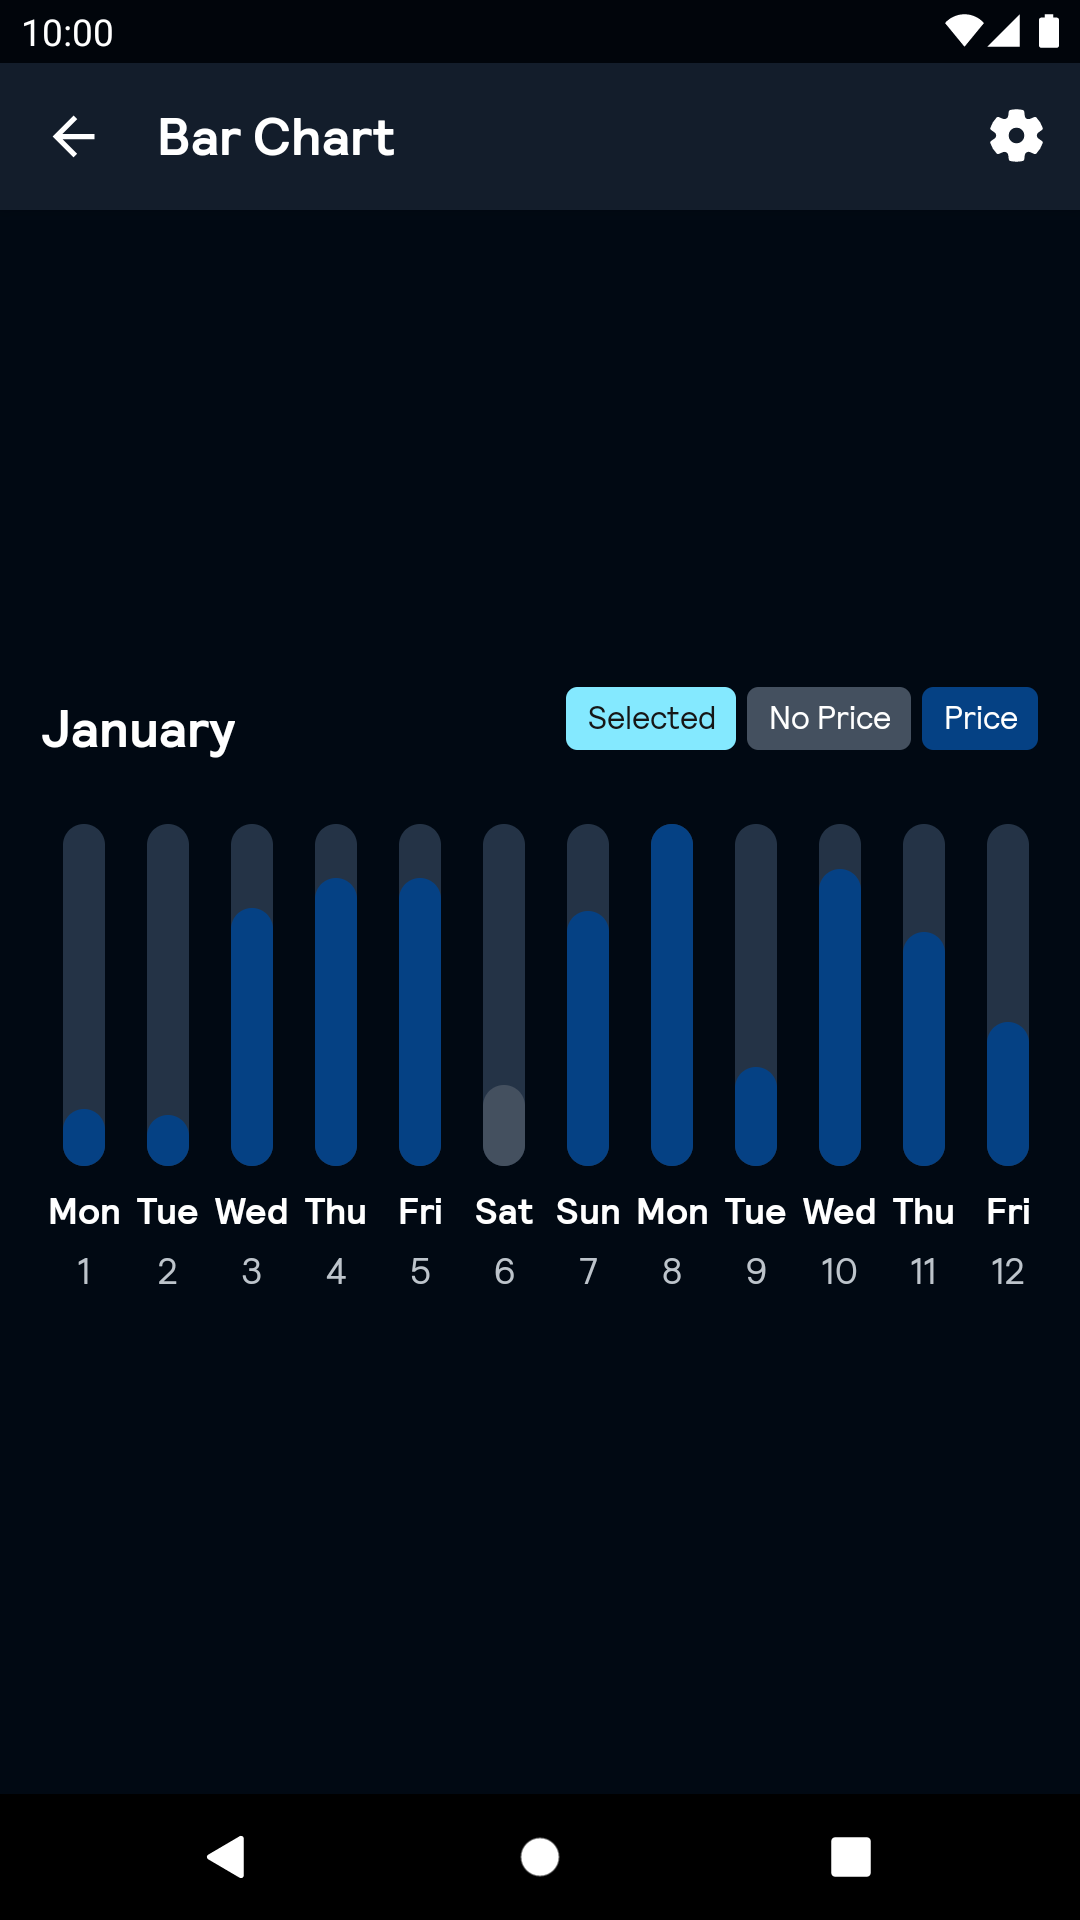 10:00
Bar Chart
January
Selected No Price Price
Mon Tue Wed Thu Fri Sat Sun Mon Tue Wed Thu Fri
1 2 3 4 5 6 7 8 9 10 11 12